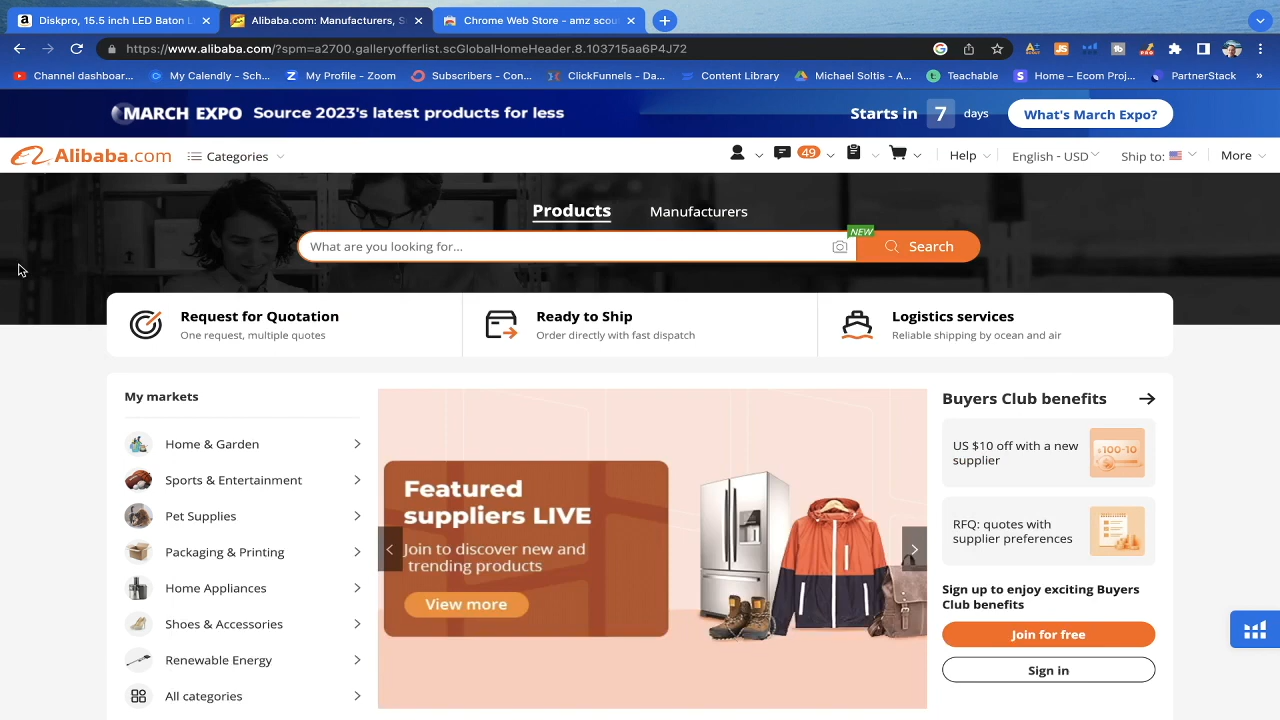 Diskpro, 15.5 inch LED Baton L
Alibaba.com: Manufacturers, S
Chrome Web Store - amz scou
https://www.alibaba.com/?spm=a2700.galleryofferlist.scGlobalHomeHeader.8.103715aa6P4J72
Channel dashboar...
My Calendly - Sch...
My Profile - Zoom
Subscribers - Con...
ClickFunnels - Da...
Content Library
Michael Soltis - A...
Teachable
Home – Ecom Proj...
PartnerStack
»
MARCH EXPO Source 2023's latest products for less
Starts in 7 days
What's March Expo?
Alibaba.com
Categories
49
Help
English - USD
Ship to:
More
Products
Manufacturers
What are you looking for...
NEW
Search
Request for Quotation
One request, multiple quotes
Ready to Ship
Order directly with fast dispatch
Logistics services
Reliable shipping by ocean and air
My markets
Home & Garden
Sports & Entertainment
Pet Supplies
Packaging & Printing
Home Appliances
Shoes & Accessories
Renewable Energy
All categories
Featured
suppliers LIVE
Join to discover new and
trending products
View more
Buyers Club benefits
US $10 off with a new
supplier
$100-10
RFQ: quotes with
supplier preferences
Sign up to enjoy exciting Buyers
Club benefits
Join for free
Sign in